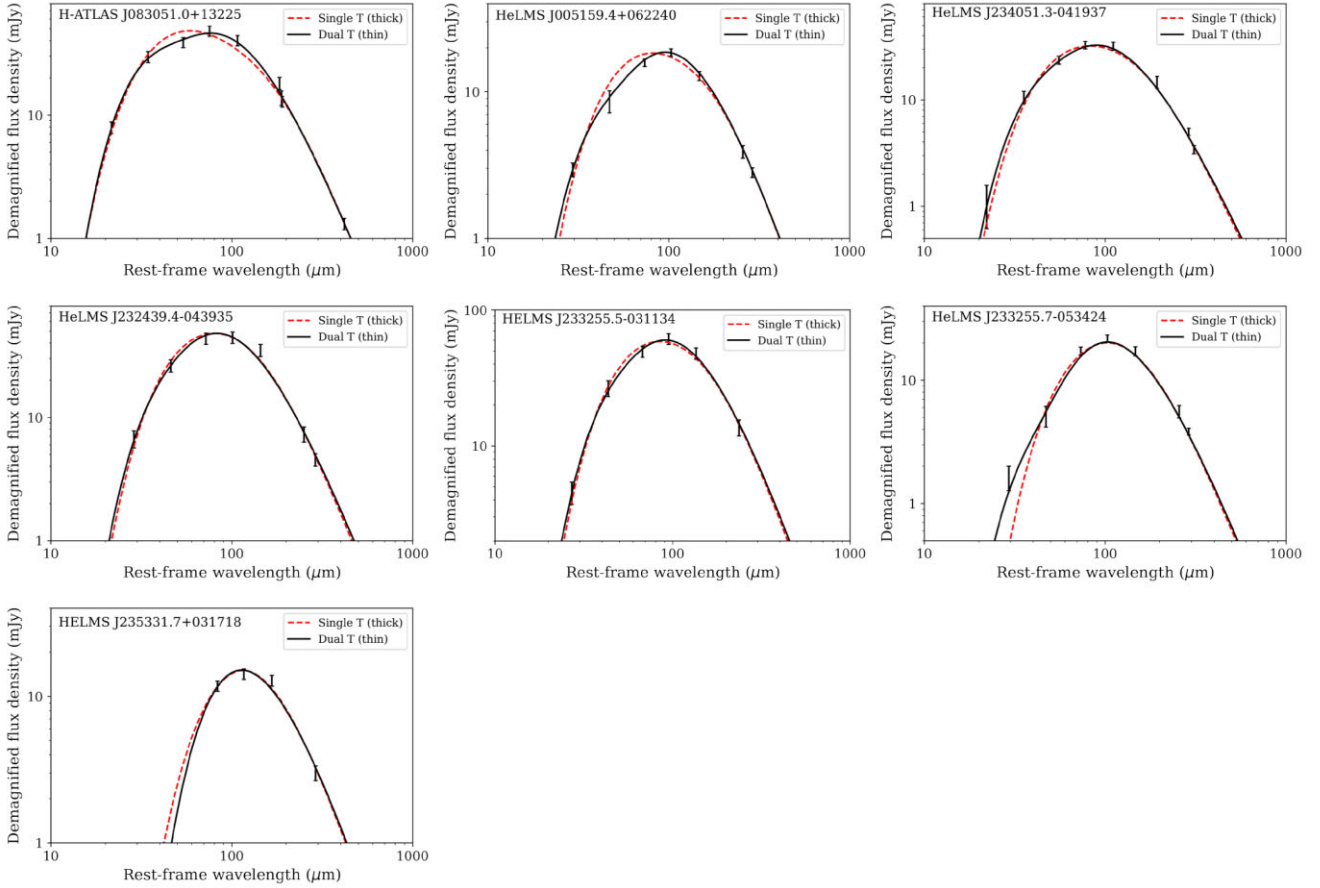 H-ATLAS J083051.0+13225
Single T (thick)
Dual T (thin)
Demagnified flux density (mJy)
10
1
10
100
1000
Rest-frame wavelength (μm)
HeLMS J005159.4+062240
Single T (thick)
Dual T (thin)
Demagnified flux density (mJy)
10
1
10
100
1000
Rest-frame wavelength (μm)
HeLMS J234051.3-041937
Single T (thick)
Dual T (thin)
Demagnified flux density (mJy)
10
1
10
100
1000
Rest-frame wavelength (μm)
HeLMS J232439.4-043935
Single T (thick)
Dual T (thin)
Demagnified flux density (mJy)
10
1
10
100
1000
Rest-frame wavelength (μm)
HELMS J233255.5-031134
Single T (thick)
Dual T (thin)
Demagnified flux density (mJy)
100
10
10
100
1000
Rest-frame wavelength (μm)
HeLMS J233255.7-053424
Single T (thick)
Dual T (thin)
Demagnified flux density (mJy)
10
1
10
100
1000
Rest-frame wavelength (μm)
HELMS J235331.7+031718
Single T (thick)
Dual T (thin)
Demagnified flux density (mJy)
10
1
10
100
1000
Rest-frame wavelength (μm)